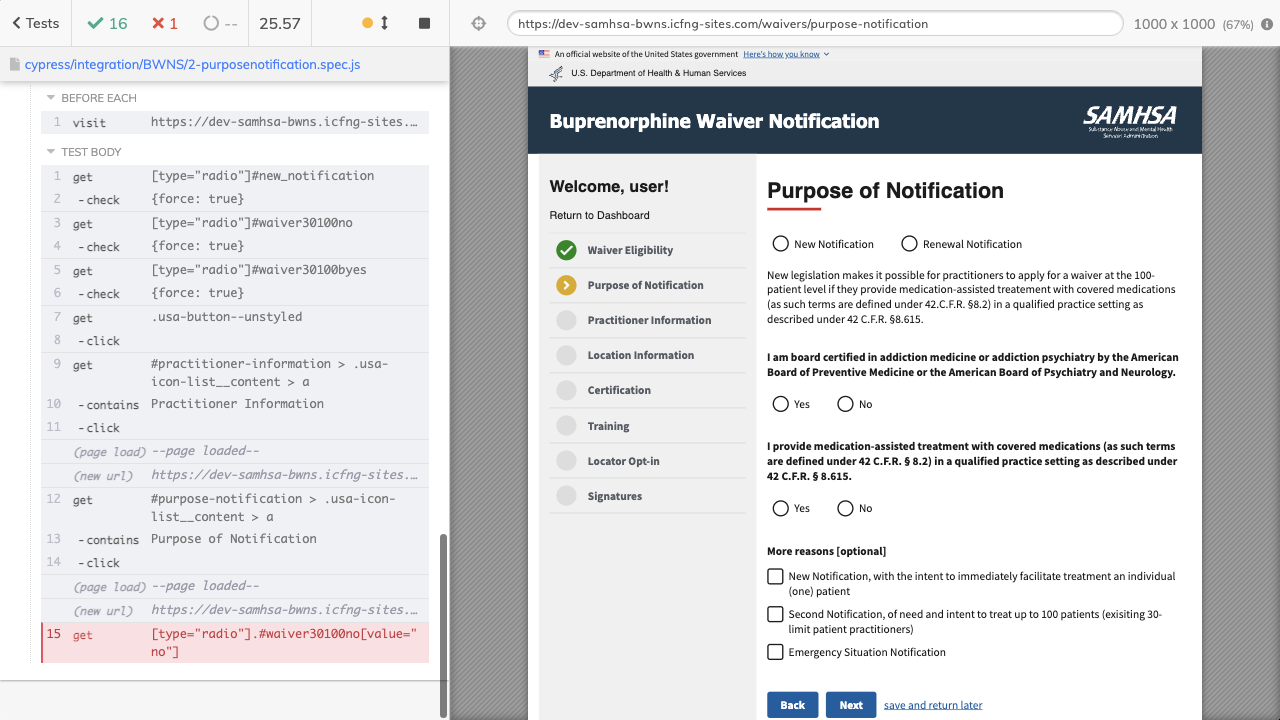 Tests
16
1
--
25.57
https://dev-samhsa-bwns.icfng-sites.com/waivers/purpose-notification
1000 x 1000 (67%)
cypress/integration/BWNS/2-purposenotification.spec.js
BEFORE EACH
1 visit https://dev-samhsa-bwns.icfng-sites.…
TEST BODY
1 get [type="radio"]#new_notification
2 - check {force: true}
3 get [type="radio"]#waiver30100no
4 - check {force: true}
5 get [type="radio"]#waiver30100byes
6 - check {force: true}
7 get .usa-button--unstyled
8 - click
9 get #practitioner-information > .usa-
icon-list__content > a
10 - contains Practitioner Information
11 - click
(page load) --page loaded--
(new url) https://dev-samhsa-bwns.icfng-sites.…
12 get #purpose-notification > .usa-icon-
list__content > a
13 - contains Purpose of Notification
14 - click
(page load) --page loaded--
(new url) https://dev-samhsa-bwns.icfng-sites.…
15 get [type="radio"].#waiver30100no[value="
no"]
An official website of the United States government Here's how you know
U.S. Department of Health & Human Services
Buprenorphine Waiver Notification
SAMHSA
Substance Abuse and Mental Health
Services Administration
Welcome, user!
Return to Dashboard
Waiver Eligibility
Purpose of Notification
Practitioner Information
Location Information
Certification
Training
Locator Opt-in
Signatures
Purpose of Notification
New Notification Renewal Notification
New legislation makes it possible for practitioners to apply for a waiver at the 100-
patient level if they provide medication-assisted treatement with covered medications
(as such terms are defined under 42.C.F.R. §8.2) in a qualified practice setting as
described under 42 C.F.R. §8.615.
I am board certified in addiction medicine or addiction psychiatry by the American
Board of Preventive Medicine or the American Board of Psychiatry and Neurology.
Yes No
I provide medication-assisted treatment with covered medications (as such terms
are defined under 42 C.F.R. § 8.2) in a qualified practice setting as described under
42 C.F.R. § 8.615.
Yes No
More reasons [optional]
New Notification, with the intent to immediately facilitate treatment an individual
(one) patient
Second Notification, of need and intent to treat up to 100 patients (exisiting 30-
limit patient practitioners)
Emergency Situation Notification
Back Next save and return later